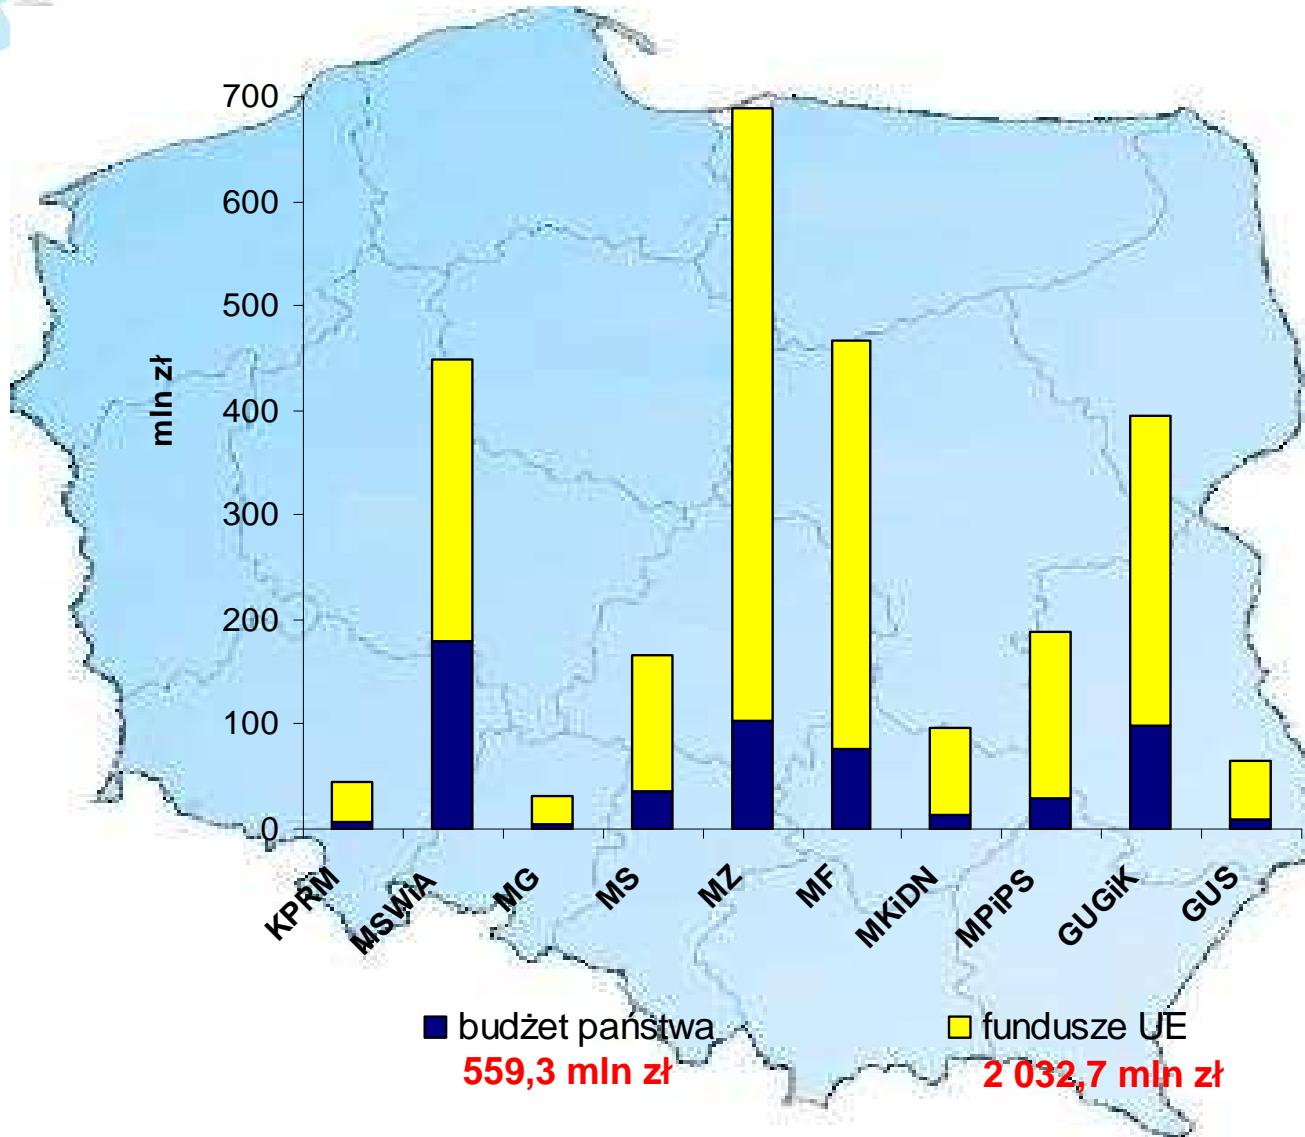 700
600
500
400
300
200
100
0
mln zł
KPRM
MSWiA
MG
MS
MZ
MF
MKiDN
MPiPS
GUGiK
GUS
budżet państwa
559,3 mln zł
fundusze UE
2 032,7 mln zł